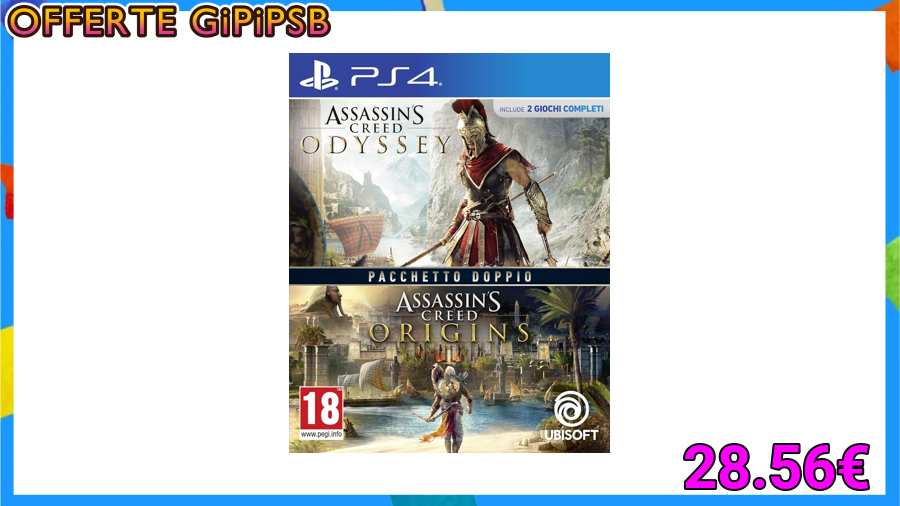 OFFERTE GiPiPSB
PS4
INCLUDE 2 GIOCHI COMPLETI
ASSASSIN'S
CREED
ODYSSEY
PACCHETTO DOPPIO
ASSASSIN'S
CREED
ORIGINS
18
www.pegi.info
UBISOFT
28.56€